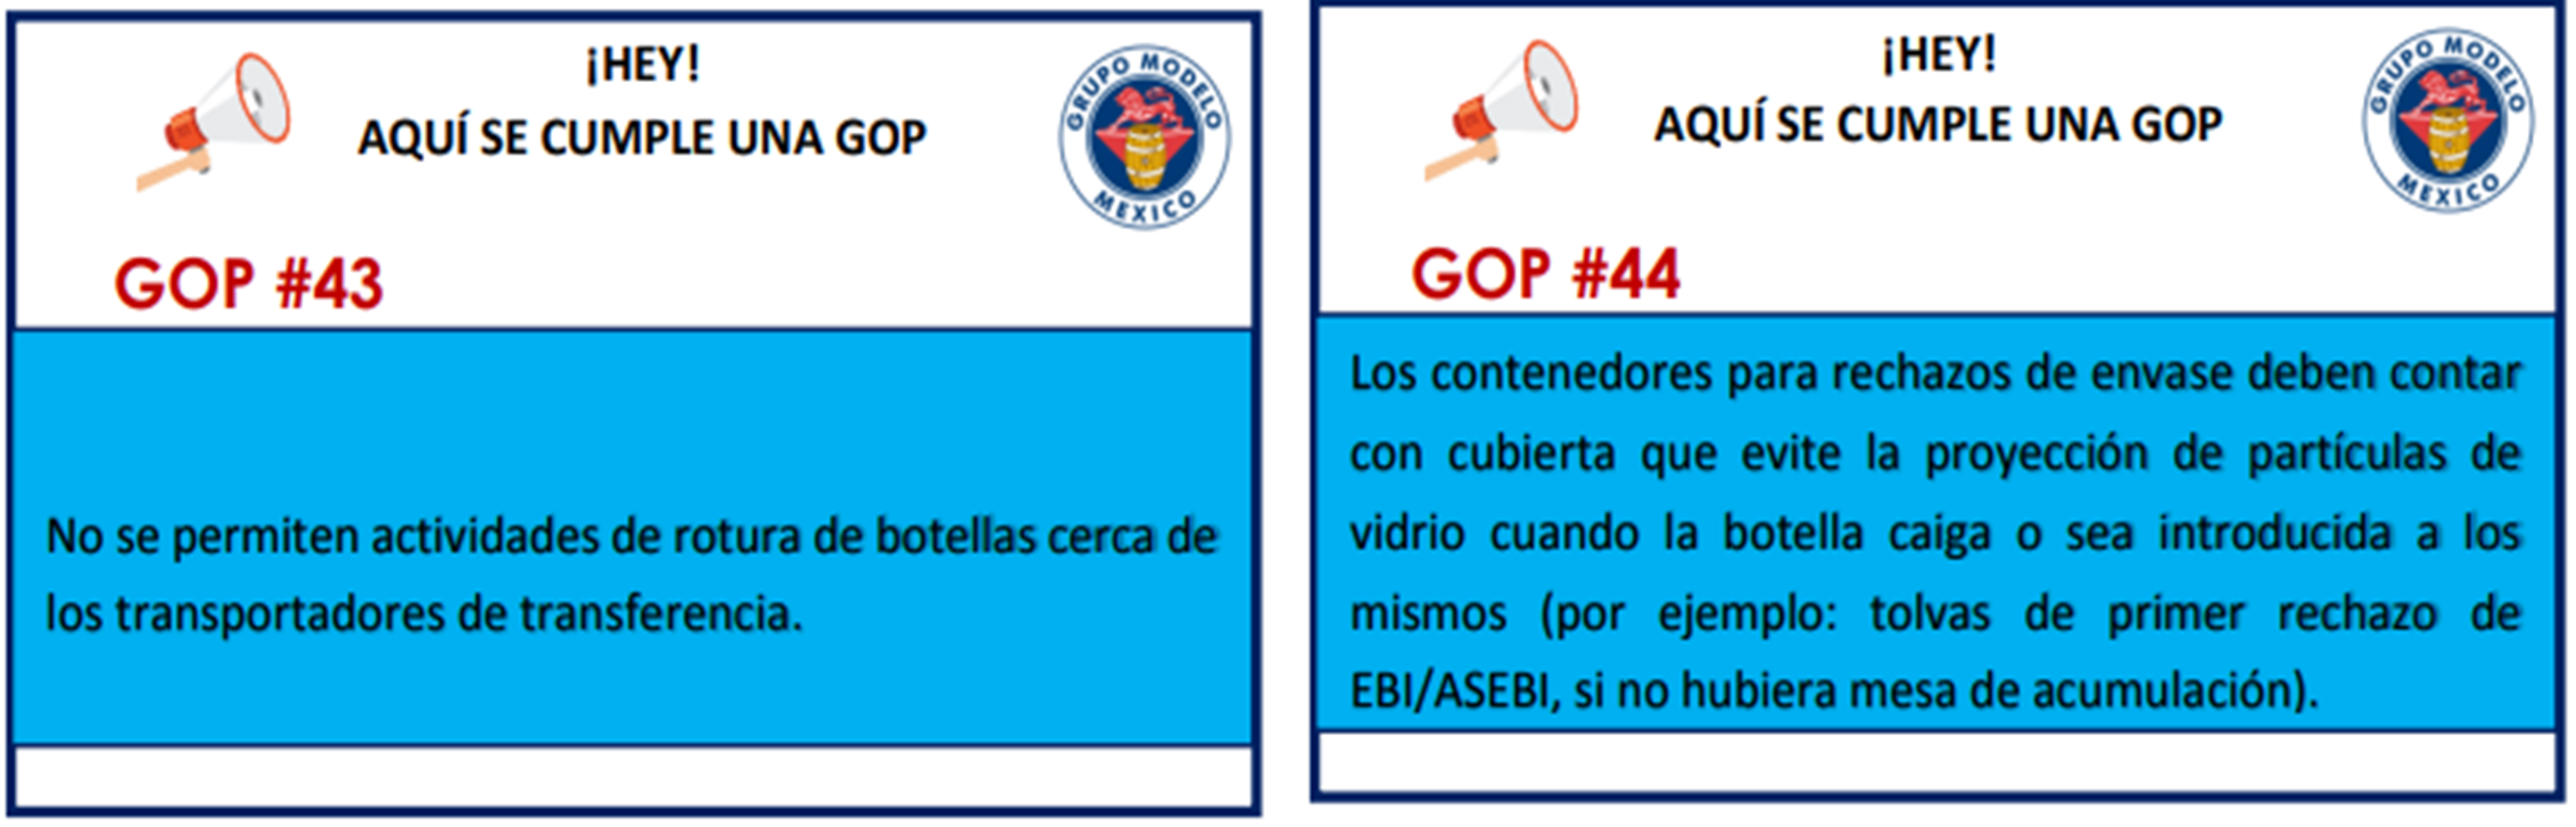 ¡HEY!
AQUÍ SE CUMPLE UNA GOP
GRUPO MODELO
MEXICO
GOP #43
No se permiten actividades de rotura de botellas cerca de
los transportadores de transferencia.
¡HEY!
AQUÍ SE CUMPLE UNA GOP
GRUPO MODELO
MEXICO
GOP #44
Los contenedores para rechazos de envase deben contar
con cubierta que evite la proyección de partículas de
vidrio cuando la botella caiga o sea introducida a los
mismos (por ejemplo: tolvas de primer rechazo de
EBI/ASEBI, si no hubiera mesa de acumulación).